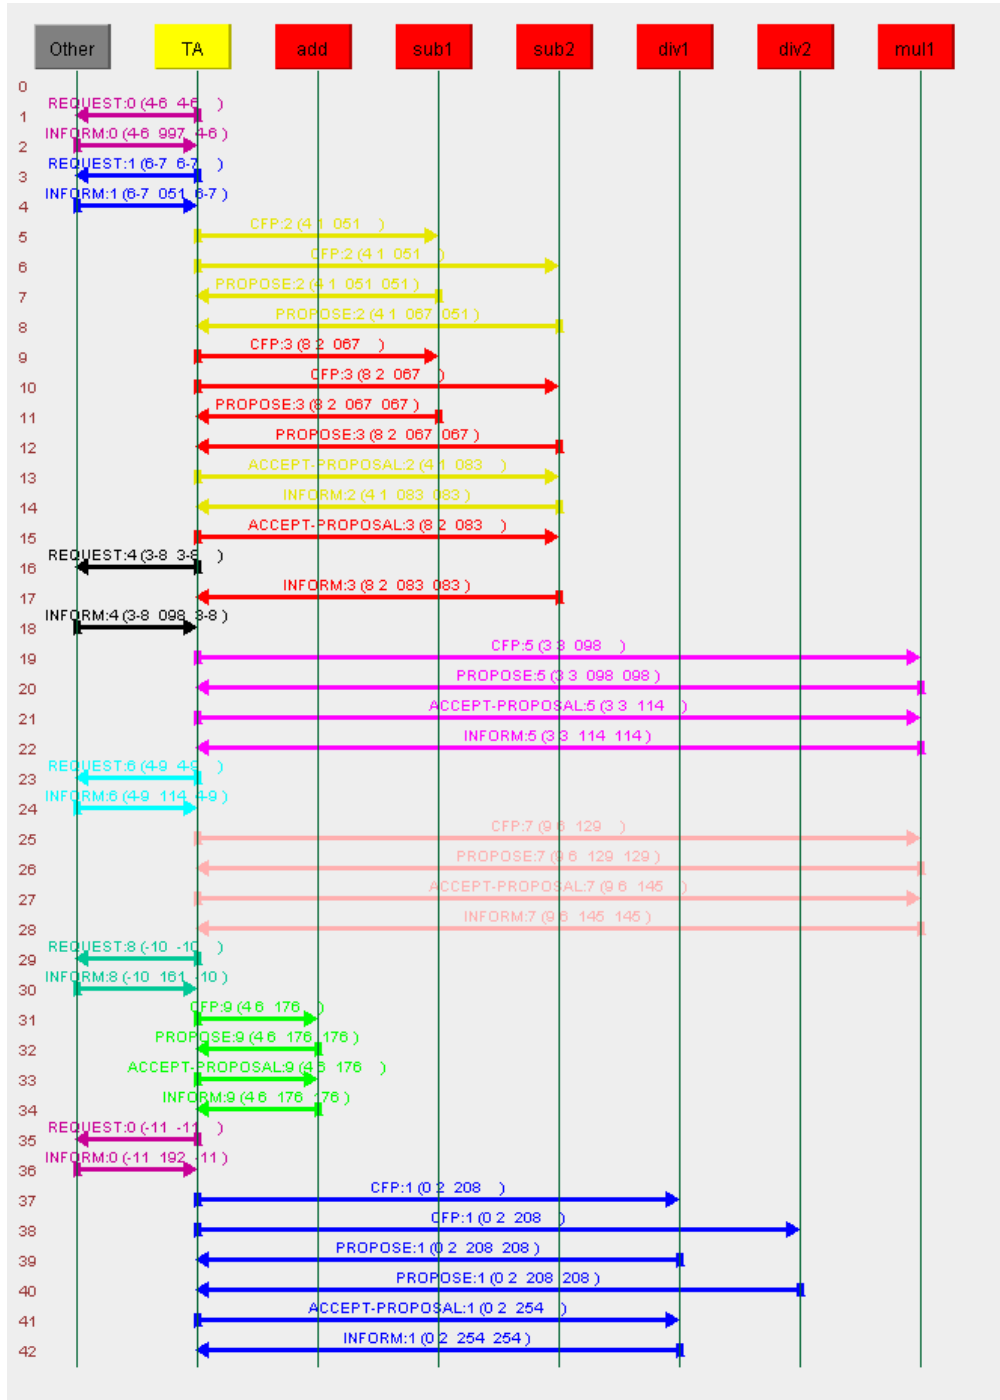 Other TA add sub1 sub2 div1 div2 mul1
0
REQUEST:0 (4-6 4-6 )
1
INFORM:0 (4-6 997 4-6 )
2
REQUEST:1 (6-7 6-7 )
3
INFORM:1 (6-7 051 6-7 )
4
CFP:2 (4 1 051 )
5
CFP:2 (4 1 051 )
6
PROPOSE:2 (4 1 051 051 )
7
PROPOSE:2 (4 1 067 051 )
8
CFP:3 (8 2 067 )
9
CFP:3 (8 2 067 )
10
PROPOSE:3 (8 2 067 067 )
11
PROPOSE:3 (8 2 067 067 )
12
ACCEPT-PROPOSAL:2 (4 1 083 )
13
INFORM:2 (4 1 083 083 )
14
ACCEPT-PROPOSAL:3 (8 2 083 )
15
REQUEST:4 (3-8 3-8 )
16
INFORM:3 (8 2 083 083 )
17
INFORM:4 (3-8 098 3-8 )
18
CFP:5 (3 3 098 )
19
PROPOSE:5 (3 3 098 098 )
20
ACCEPT-PROPOSAL:5 (3 3 114 )
21
INFORM:5 (3 3 114 114 )
22
REQUEST:6 (4-9 4-9 )
23
INFORM:6 (4-9 114 4-9 )
24
CFP:7 (9 6 129 )
25
PROPOSE:7 (9 6 129 129 )
26
ACCEPT-PROPOSAL:7 (9 6 145 )
27
INFORM:7 (9 6 145 145 )
28
REQUEST:8 (-10 -10 )
29
INFORM:8 (-10 161 -10 )
30
CFP:9 (4 6 176 )
31
PROPOSE:9 (4 6 176 176 )
32
ACCEPT-PROPOSAL:9 (4 6 176 )
33
INFORM:9 (4 6 176 176 )
34
REQUEST:0 (-11 -11 )
35
INFORM:0 (-11 192 -11 )
36
CFP:1 (0 2 208 )
37
CFP:1 (0 2 208 )
38
PROPOSE:1 (0 2 208 208 )
39
PROPOSE:1 (0 2 208 208 )
40
ACCEPT-PROPOSAL:1 (0 2 254 )
41
INFORM:1 (0 2 254 254 )
42